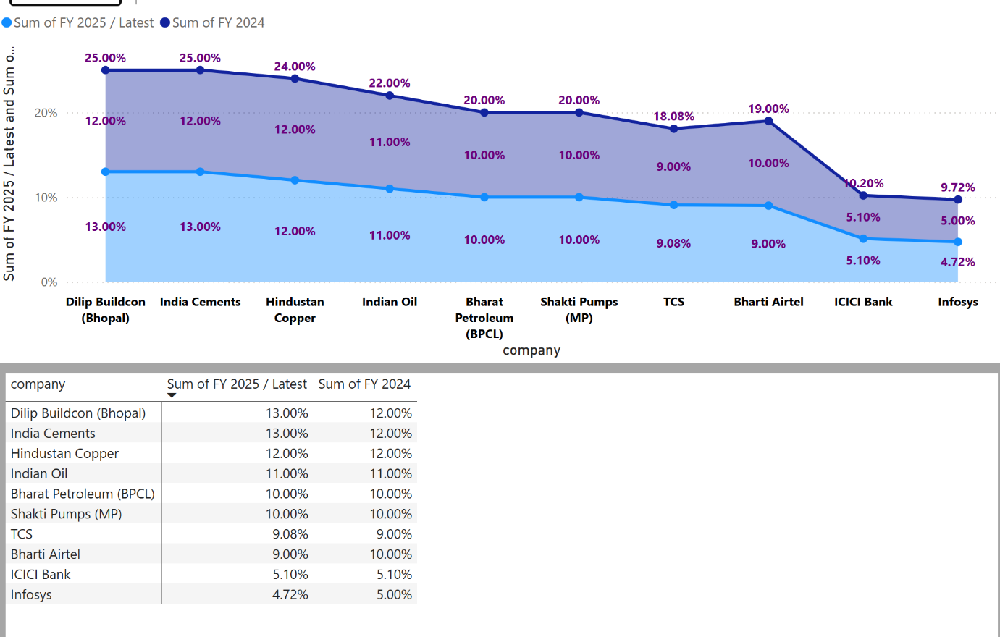 Sum of FY 2025 / Latest Sum of FY 2024
Sum of FY 2025 / Latest and Sum o...
25.00% 25.00% 24.00% 22.00% 20.00% 20.00% 18.08% 19.00% 10.20% 9.72%
12.00% 12.00% 12.00% 11.00% 10.00% 10.00% 9.00% 10.00% 5.10% 5.00%
13.00% 13.00% 12.00% 11.00% 10.00% 10.00% 9.08% 9.00% 5.10% 4.72%
20%
10%
0%
Dilip Buildcon (Bhopal)
India Cements
Hindustan Copper
Indian Oil
Bharat Petroleum (BPCL)
Shakti Pumps (MP)
TCS
Bharti Airtel
ICICI Bank
Infosys
company
company Sum of FY 2025 / Latest Sum of FY 2024
Dilip Buildcon (Bhopal) 13.00% 12.00%
India Cements 13.00% 12.00%
Hindustan Copper 12.00% 12.00%
Indian Oil 11.00% 11.00%
Bharat Petroleum (BPCL) 10.00% 10.00%
Shakti Pumps (MP) 10.00% 10.00%
TCS 9.08% 9.00%
Bharti Airtel 9.00% 10.00%
ICICI Bank 5.10% 5.10%
Infosys 4.72% 5.00%